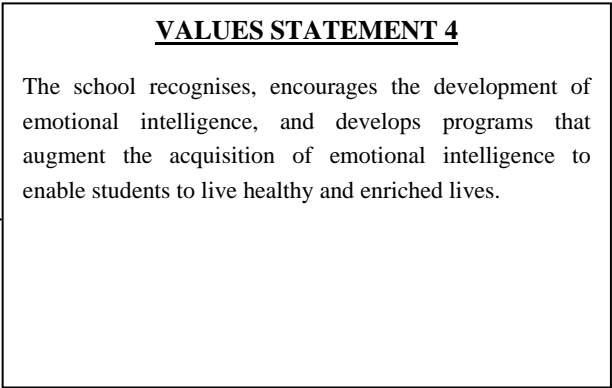 VALUES STATEMENT 4
The school recognises, encourages the development of
emotional intelligence, and develops programs that
augment the acquisition of emotional intelligence to
enable students to live healthy and enriched lives.